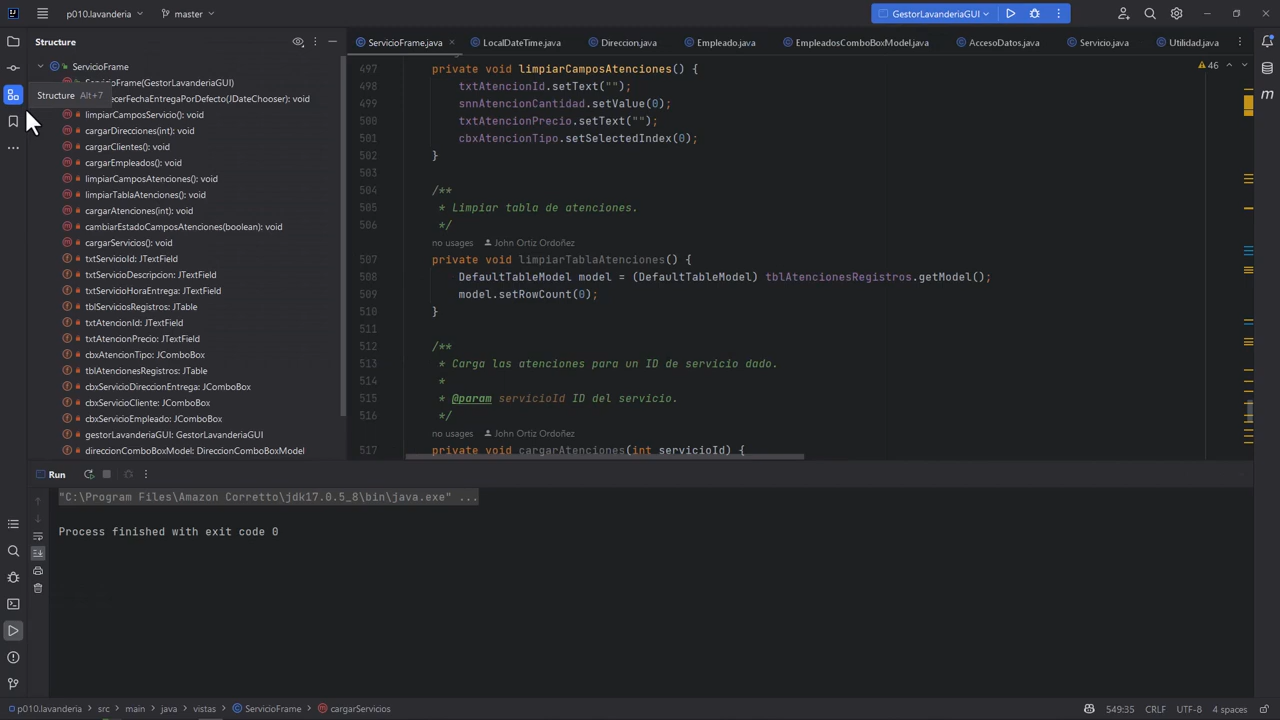 p010.lavanderia
master
GestorLavanderiaGUI
Structure
ServicioFrame.java
LocalDateTime.java
Direccion.java
Empleado.java
EmpleadosComboBoxModel.java
AccesoDatos.java
Servicio.java
Utilidad.java
ServicioFrame
ServicioFrame(GestorLavanderiaGUI)
Structure Alt+7
ecerFechaEntregaPorDefecto(JDateChooser): void
limpiarCamposServicio(): void
cargarDirecciones(int): void
cargarClientes(): void
cargarEmpleados(): void
limpiarCamposAtenciones(): void
limpiarTablaAtenciones(): void
cargarAtenciones(int): void
cambiarEstadoCamposAtenciones(boolean): void
cargarServicios(): void
txtServicioId: JTextField
txtServicioDescripcion: JTextField
txtServicioHoraEntrega: JTextField
tblServiciosRegistros: JTable
txtAtencionId: JTextField
txtAtencionPrecio: JTextField
cbxAtencionTipo: JComboBox
tblAtencionesRegistros: JTable
cbxServicioDireccionEntrega: JComboBox
cbxServicioCliente: JComboBox
cbxServicioEmpleado: JComboBox
gestorLavanderiaGUI: GestorLavanderiaGUI
direccionComboBoxModel: DireccionComboBoxModel
46
497 private void limpiarCamposAtenciones() {
498 txtAtencionId.setText("");
499 snnAtencionCantidad.setValue(0);
500 txtAtencionPrecio.setText("");
501 cbxAtencionTipo.setSelectedIndex(0);
502 }
503
504 /**
505 * Limpiar tabla de atenciones.
506 */
no usages John Ortiz Ordoñez
507 private void limpiarTablaAtenciones() {
508 DefaultTableModel model = (DefaultTableModel) tblAtencionesRegistros.getModel();
509 model.setRowCount(0);
510 }
511
512 /**
513 * Carga las atenciones para un ID de servicio dado.
514 *
515 * @param servicioId ID del servicio.
516 */
no usages John Ortiz Ordoñez
517 private void cargarAtenciones(int servicioId) {
Run
"C:\Program Files\Amazon Corretto\jdk17.0.5_8\bin\java.exe" ...
Process finished with exit code 0
p010.lavanderia > src > main > java > vistas > ServicioFrame > cargarServicios
549:35 CRLF UTF-8 4 spaces